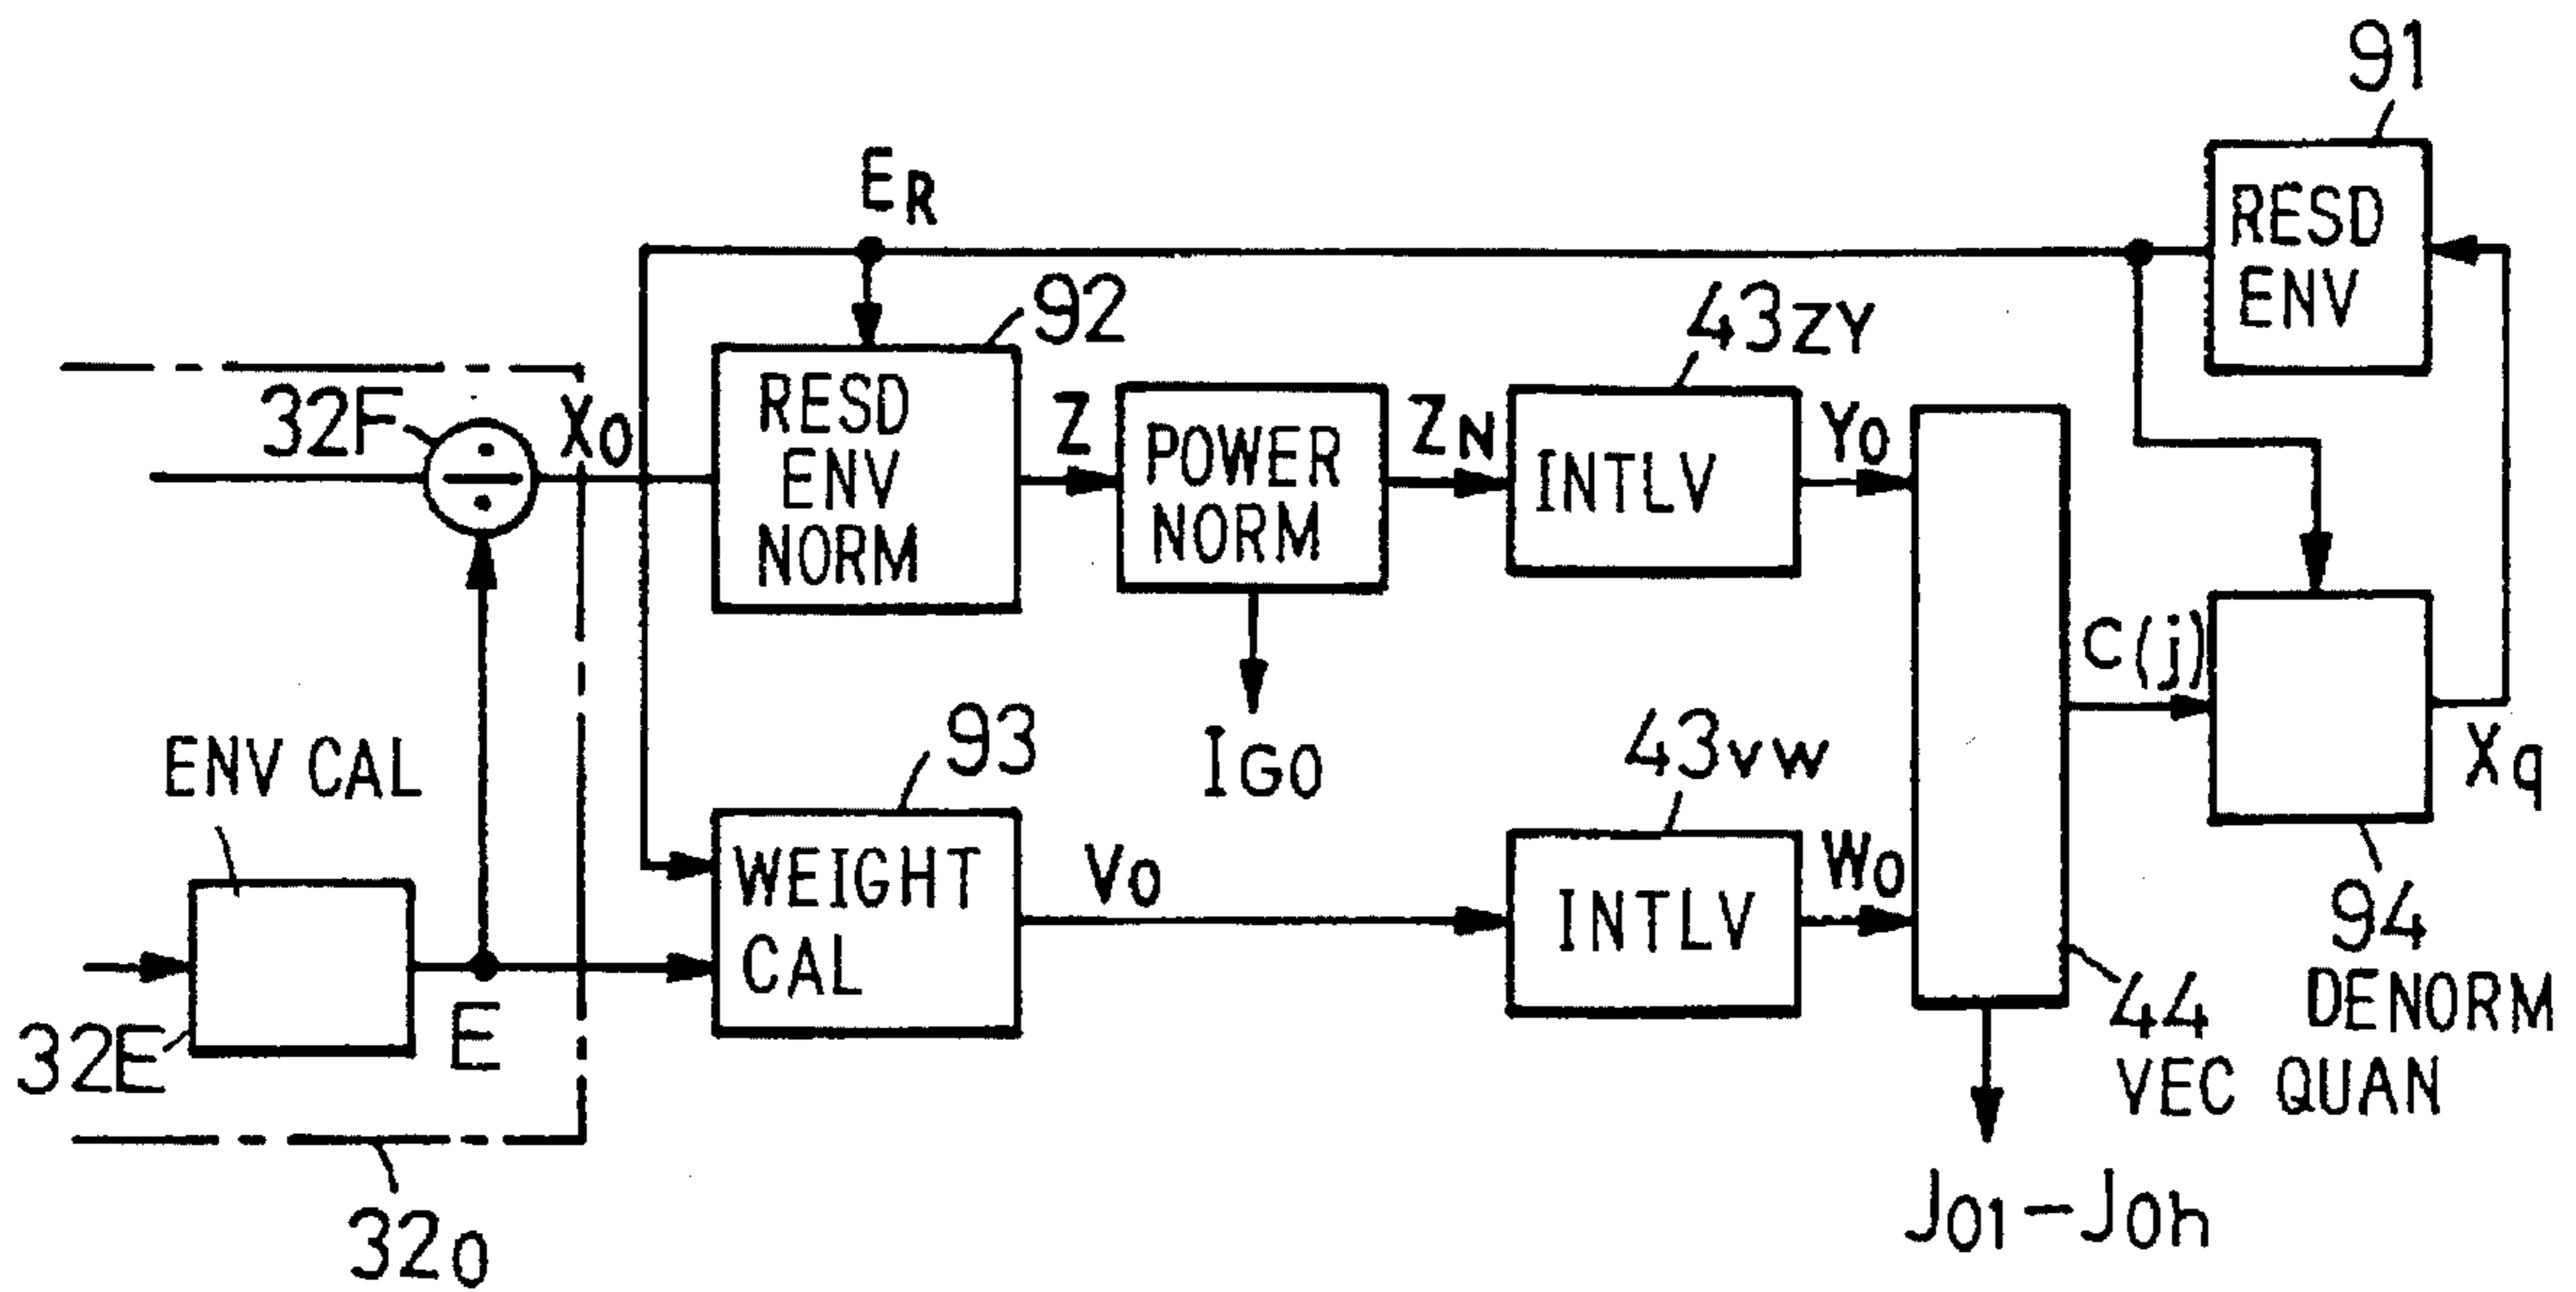 91
RESD
ENV
ER
92
43ZY
32F
X0
RESD
ENV
NORM
Z
POWER
NORM
ZN
INTLV
Y0
C(j)
IG0
ENV CAL
93
43VW
Xq
WEIGHT
CAL
V0
INTLV
W0
94
DENORM
32E
E
44
VEC QUAN
J01-J0h
320